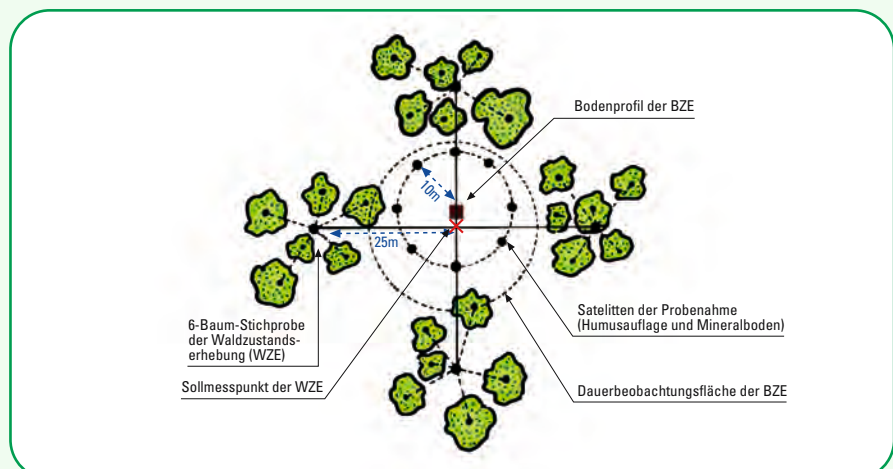 Bodenprofil der BZE
10m
25m
6-Baum-Stichprobe
der Waldzustands-
erhebung (WZE)
Satelitten der Probenahme
(Humusauflage und Mineralboden)
Sollmesspunkt der WZE
Dauerbeobachtungsfläche der BZE